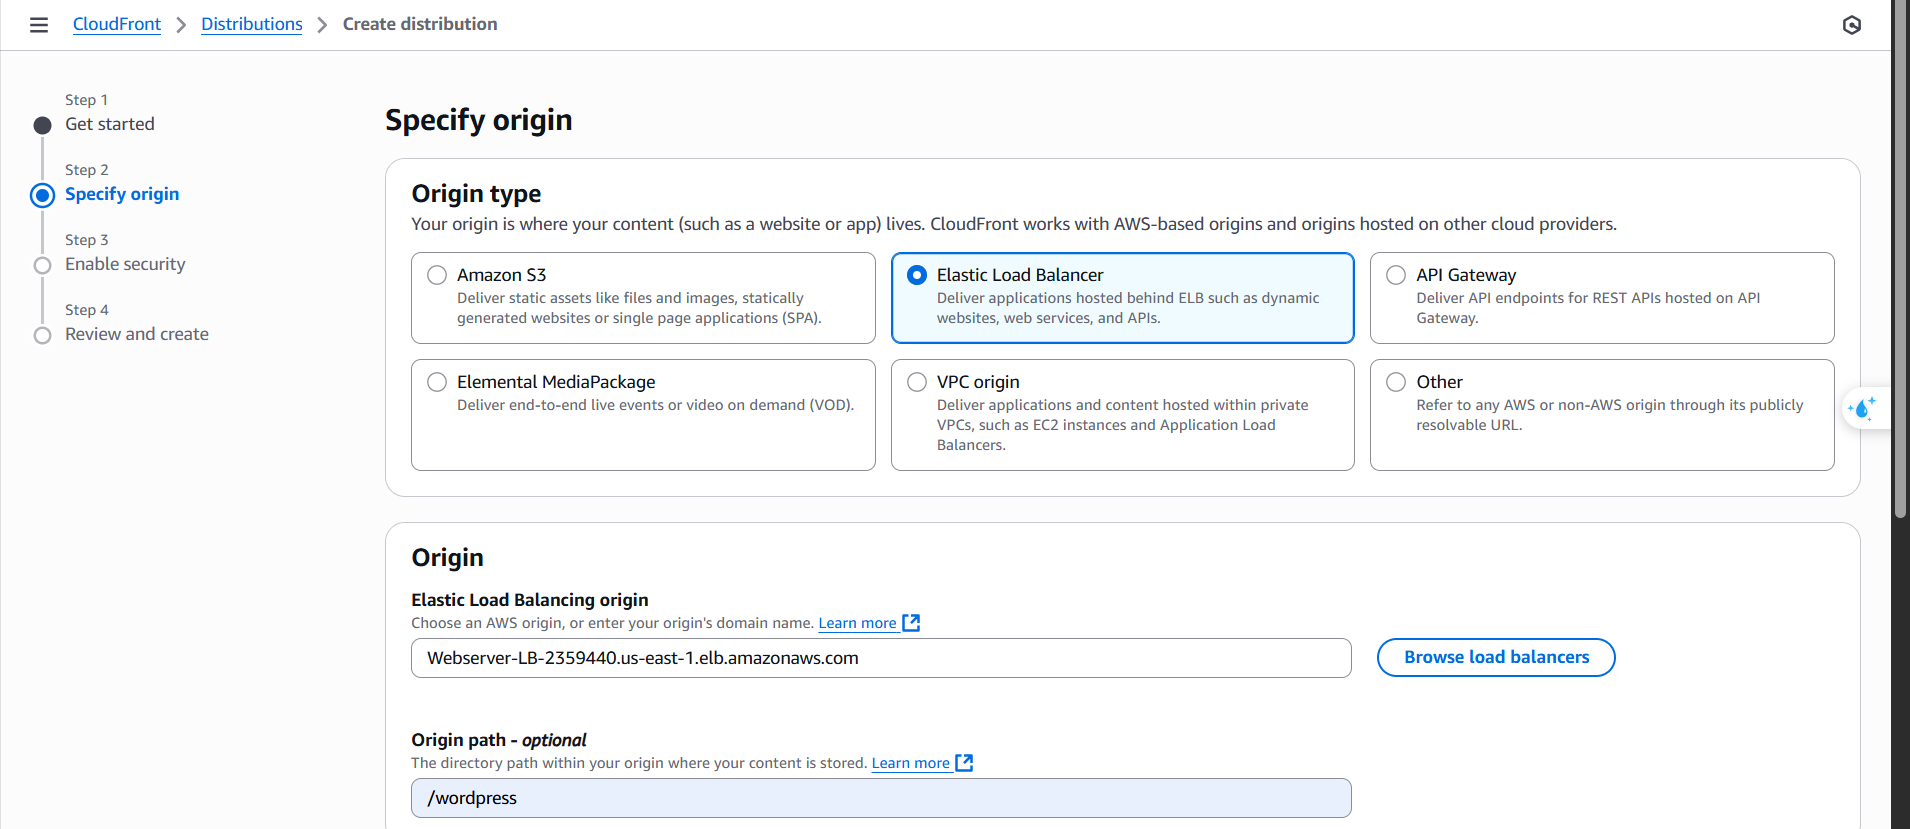 CloudFront > Distributions > Create distribution
Step 1
Get started
Step 2
Specify origin
Step 3
Enable security
Step 4
Review and create
Specify origin
Origin type
Your origin is where your content (such as a website or app) lives. CloudFront works with AWS-based origins and origins hosted on other cloud providers.
Amazon S3
Deliver static assets like files and images, statically
generated websites or single page applications (SPA).
Elastic Load Balancer
Deliver applications hosted behind ELB such as dynamic
websites, web services, and APIs.
API Gateway
Deliver API endpoints for REST APIs hosted on API
Gateway.
Elemental MediaPackage
Deliver end-to-end live events or video on demand (VOD).
VPC origin
Deliver applications and content hosted within private
VPCs, such as EC2 instances and Application Load
Balancers.
Other
Refer to any AWS or non-AWS origin through its publicly
resolvable URL.
Origin
Elastic Load Balancing origin
Choose an AWS origin, or enter your origin's domain name. Learn more
Webserver-LB-2359440.us-east-1.elb.amazonaws.com
Browse load balancers
Origin path - optional
The directory path within your origin where your content is stored. Learn more
/wordpress